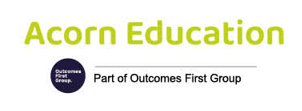 Acorn Education
Outcomes
First
Group.
Part of Outcomes First Group